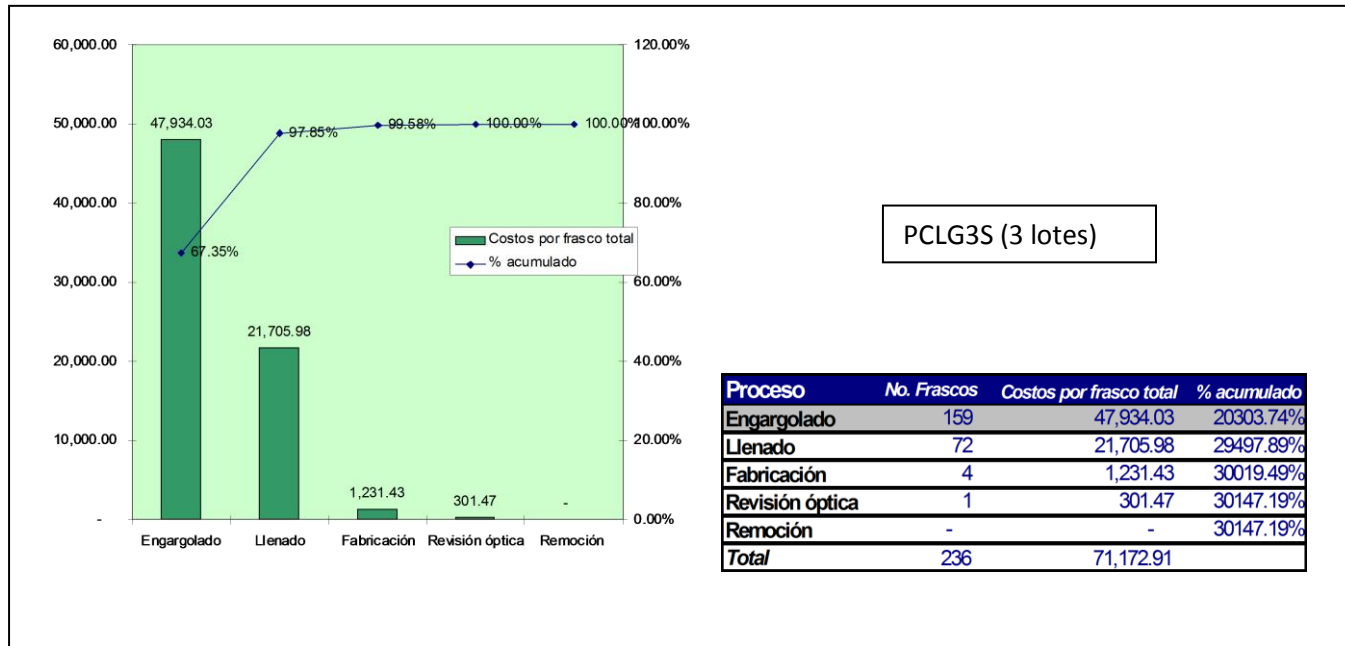 60,000.00
50,000.00
40,000.00
30,000.00
20,000.00
10,000.00
-
47,934.03
21,705.98
1,231.43
301.47
-
67.35%
97.85%
99.58%
100.00%
100.00%
120.00%
100.00%
80.00%
60.00%
40.00%
20.00%
0.00%
Costos por frasco total
% acumulado
Engargolado Llenado Fabricación Revisión óptica Remoción
PCLG3S (3 lotes)
Proceso No. Frascos Costos por frasco total % acumulado
Engargolado 159 47,934.03 20303.74%
Llenado 72 21,705.98 29497.89%
Fabricación 4 1,231.43 30019.49%
Revisión óptica 1 301.47 30147.19%
Remoción - - 30147.19%
Total 236 71,172.91